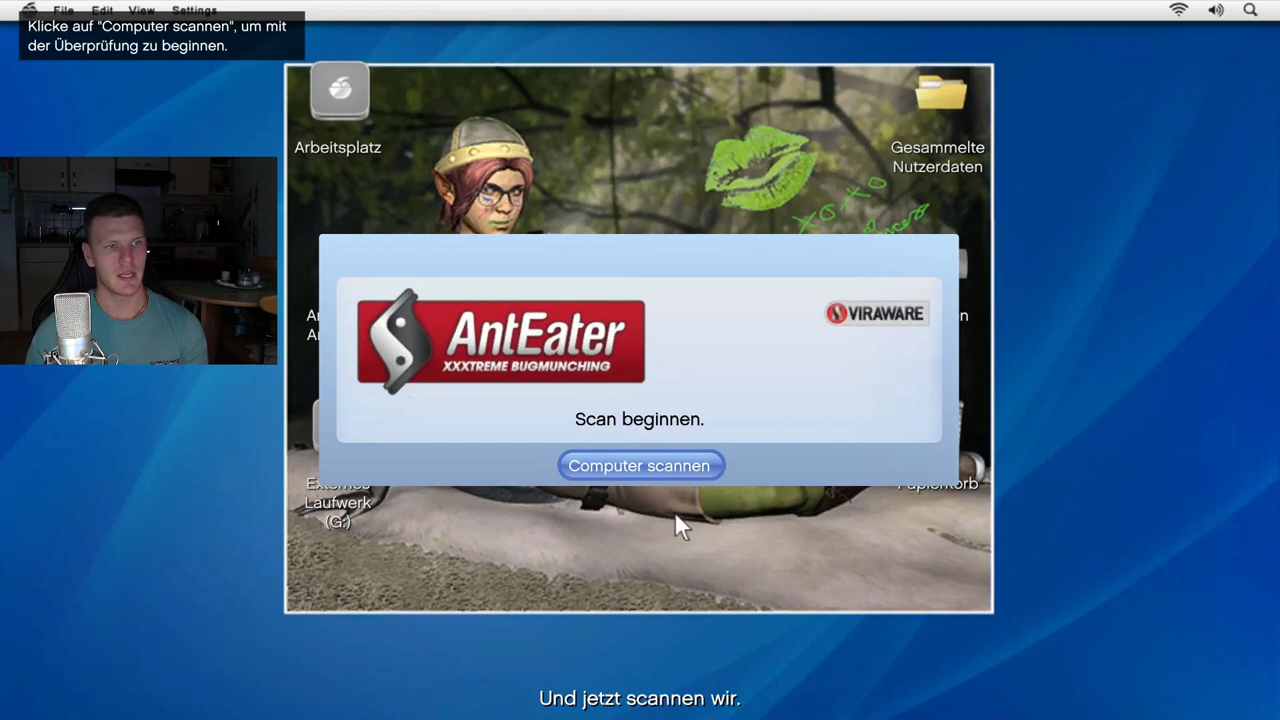 File Edit View Settings
Klicke auf "Computer scannen", um mit
der Überprüfung zu beginnen.
Arbeitsplatz
Gesammelte
Nutzerdaten
XOXO
AntEater
XXXTREME BUGMUNCHING
VIRAWARE
Scan beginnen.
Computer scannen
Externes
Laufwerk
(G:)
Papierkorb
Und jetzt scannen wir.